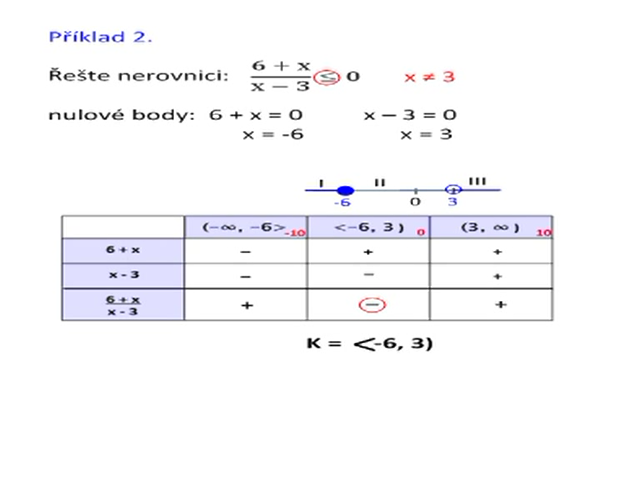 Příklad 2.
Řešte nerovnici: 6 + x / x − 3 ≤ 0 x ≠ 3
nulové body: 6 + x = 0 x − 3 = 0
x = -6 x = 3
I II III
-6 0 3
(−∞, −6> -10 <−6, 3 ) 0 (3, ∞ ) 10
6 + x − + +
x - 3 − − +
6 + x / x - 3 + − +
K = <-6, 3)